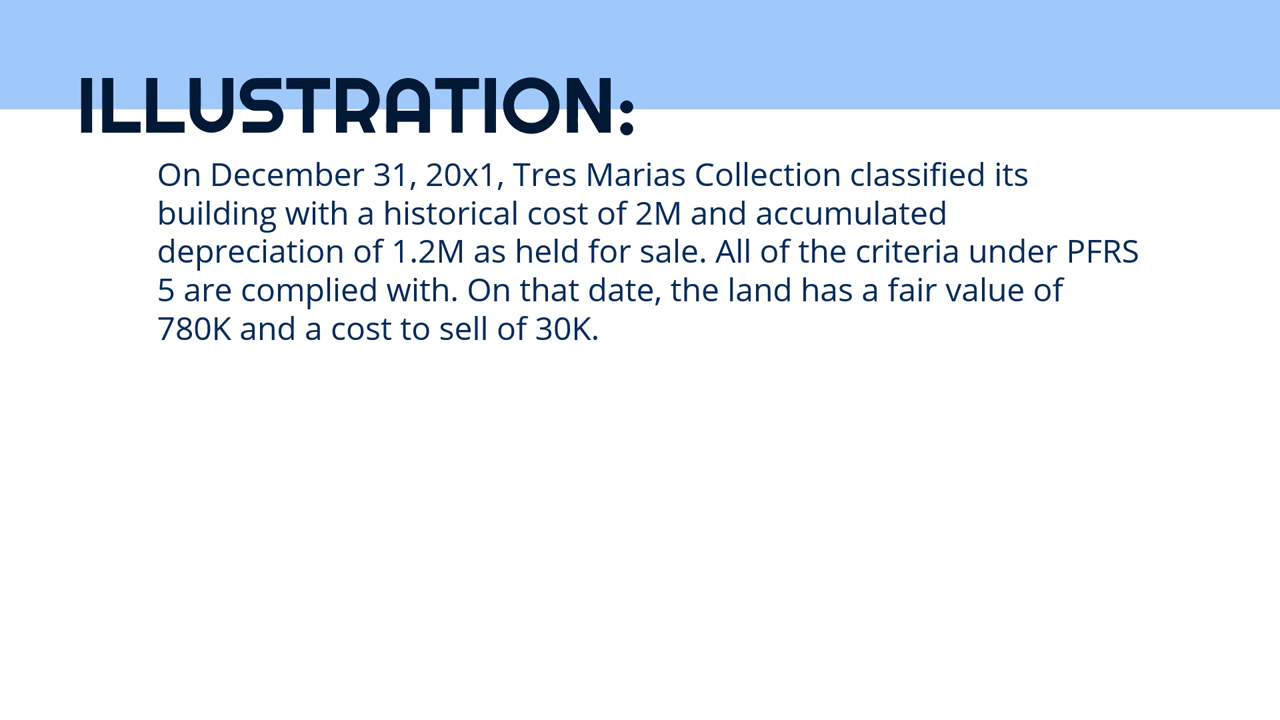 ILLUSTRATION:
On December 31, 20x1, Tres Marias Collection classified its
building with a historical cost of 2M and accumulated
depreciation of 1.2M as held for sale. All of the criteria under PFRS
5 are complied with. On that date, the land has a fair value of
780K and a cost to sell of 30K.